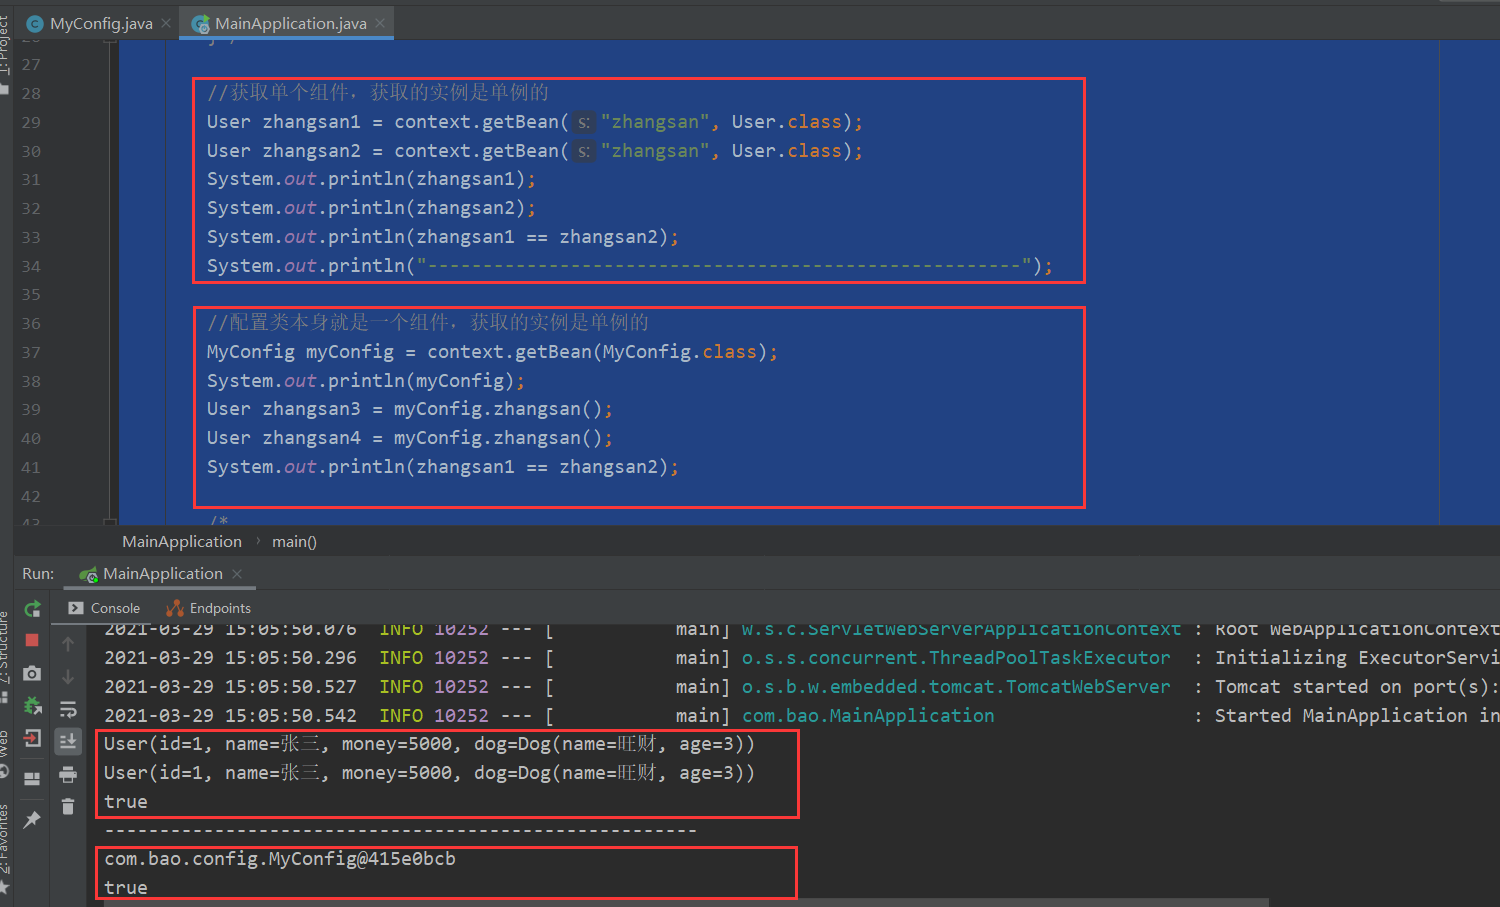 MyConfig.java
MainApplication.java
1: Project
27
28 //获取单个组件，获取的实例是单例的
29 User zhangsan1 = context.getBean( s: "zhangsan", User.class);
30 User zhangsan2 = context.getBean( s: "zhangsan", User.class);
31 System.out.println(zhangsan1);
32 System.out.println(zhangsan2);
33 System.out.println(zhangsan1 == zhangsan2);
34 System.out.println("------------------------------------------------------");
35
36 //配置类本身就是一个组件，获取的实例是单例的
37 MyConfig myConfig = context.getBean(MyConfig.class);
38 System.out.println(myConfig);
39 User zhangsan3 = myConfig.zhangsan();
40 User zhangsan4 = myConfig.zhangsan();
41 System.out.println(zhangsan1 == zhangsan2);
42
43 /*
MainApplication › main()
Run: MainApplication
Console Endpoints
2021-03-29 15:05:50.076 INFO 10252 --- [ main] w.s.c.ServletWebServerApplicationContext : Root WebApplicationContext
2021-03-29 15:05:50.296 INFO 10252 --- [ main] o.s.s.concurrent.ThreadPoolTaskExecutor : Initializing ExecutorServi
2021-03-29 15:05:50.527 INFO 10252 --- [ main] o.s.b.w.embedded.tomcat.TomcatWebServer : Tomcat started on port(s):
2021-03-29 15:05:50.542 INFO 10252 --- [ main] com.bao.MainApplication : Started MainApplication in
User(id=1, name=张三, money=5000, dog=Dog(name=旺财, age=3))
User(id=1, name=张三, money=5000, dog=Dog(name=旺财, age=3))
true
------------------------------------------------------
com.bao.config.MyConfig@415e0bcb
true
7: Structure
Web
2: Favorites